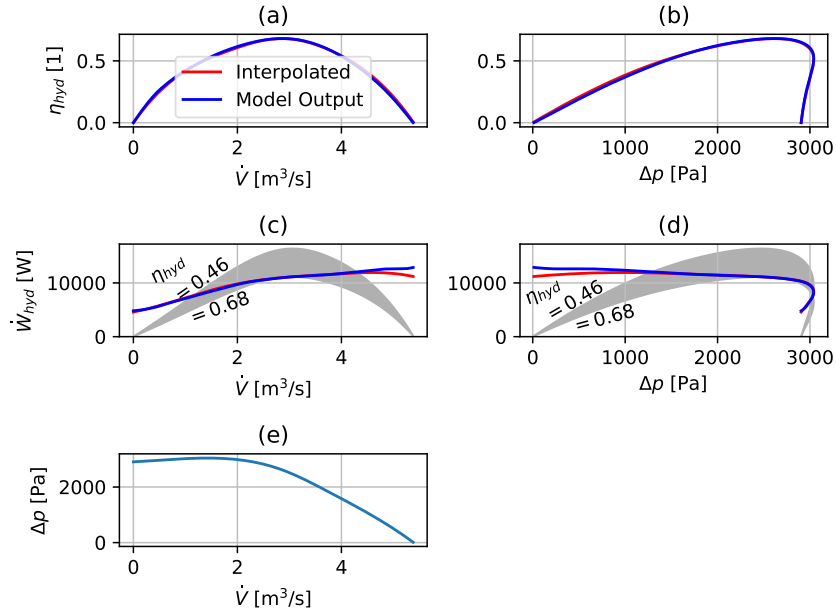 (a)
η_hyd [1]
0.5
0.0
Interpolated
Model Output
0 2 4
V̇ [m³/s]
(b)
0.5
0.0
0 1000 2000 3000
Δp [Pa]
(c)
Ẇ_hyd [W]
10000
0
η_hyd
= 0.46
= 0.68
0 2 4
V̇ [m³/s]
(d)
10000
0
η_hyd
= 0.46
= 0.68
0 1000 2000 3000
Δp [Pa]
(e)
Δp [Pa]
2000
0
0 2 4
V̇ [m³/s]